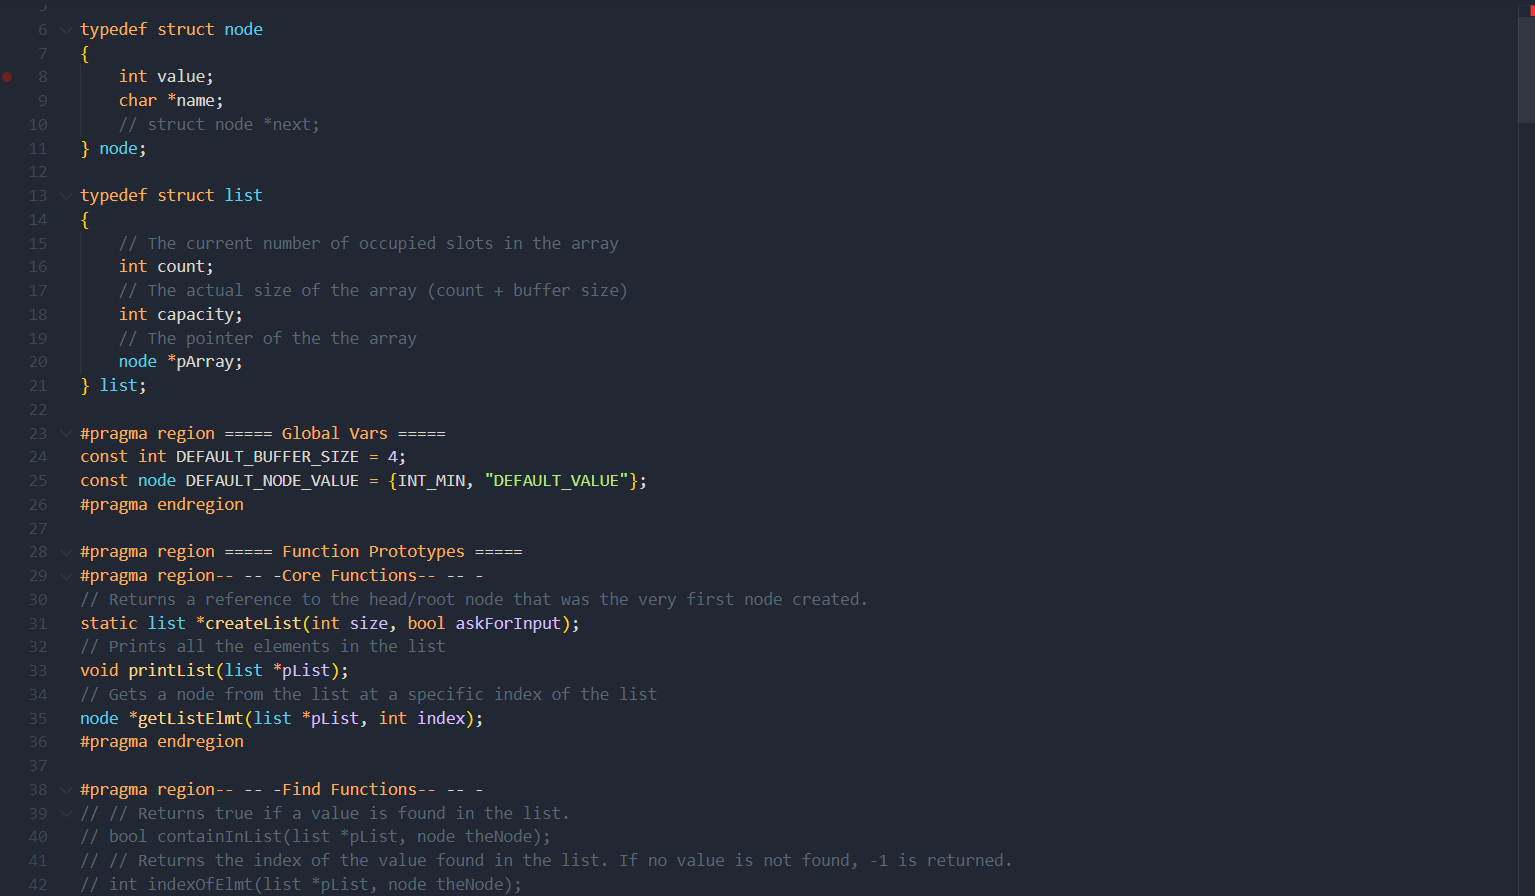 6 typedef struct node
7 {
8 int value;
9 char *name;
10 // struct node *next;
11 } node;
12
13 typedef struct list
14 {
15 // The current number of occupied slots in the array
16 int count;
17 // The actual size of the array (count + buffer size)
18 int capacity;
19 // The pointer of the the array
20 node *pArray;
21 } list;
22
23 #pragma region ===== Global Vars =====
24 const int DEFAULT_BUFFER_SIZE = 4;
25 const node DEFAULT_NODE_VALUE = {INT_MIN, "DEFAULT_VALUE"};
26 #pragma endregion
27
28 #pragma region ===== Function Prototypes =====
29 #pragma region-- -- -Core Functions-- -- -
30 // Returns a reference to the head/root node that was the very first node created.
31 static list *createList(int size, bool askForInput);
32 // Prints all the elements in the list
33 void printList(list *pList);
34 // Gets a node from the list at a specific index of the list
35 node *getListElmt(list *pList, int index);
36 #pragma endregion
37
38 #pragma region-- -- -Find Functions-- -- -
39 // // Returns true if a value is found in the list.
40 // bool containInList(list *pList, node theNode);
41 // // Returns the index of the value found in the list. If no value is not found, -1 is returned.
42 // int indexOfElmt(list *pList, node theNode);